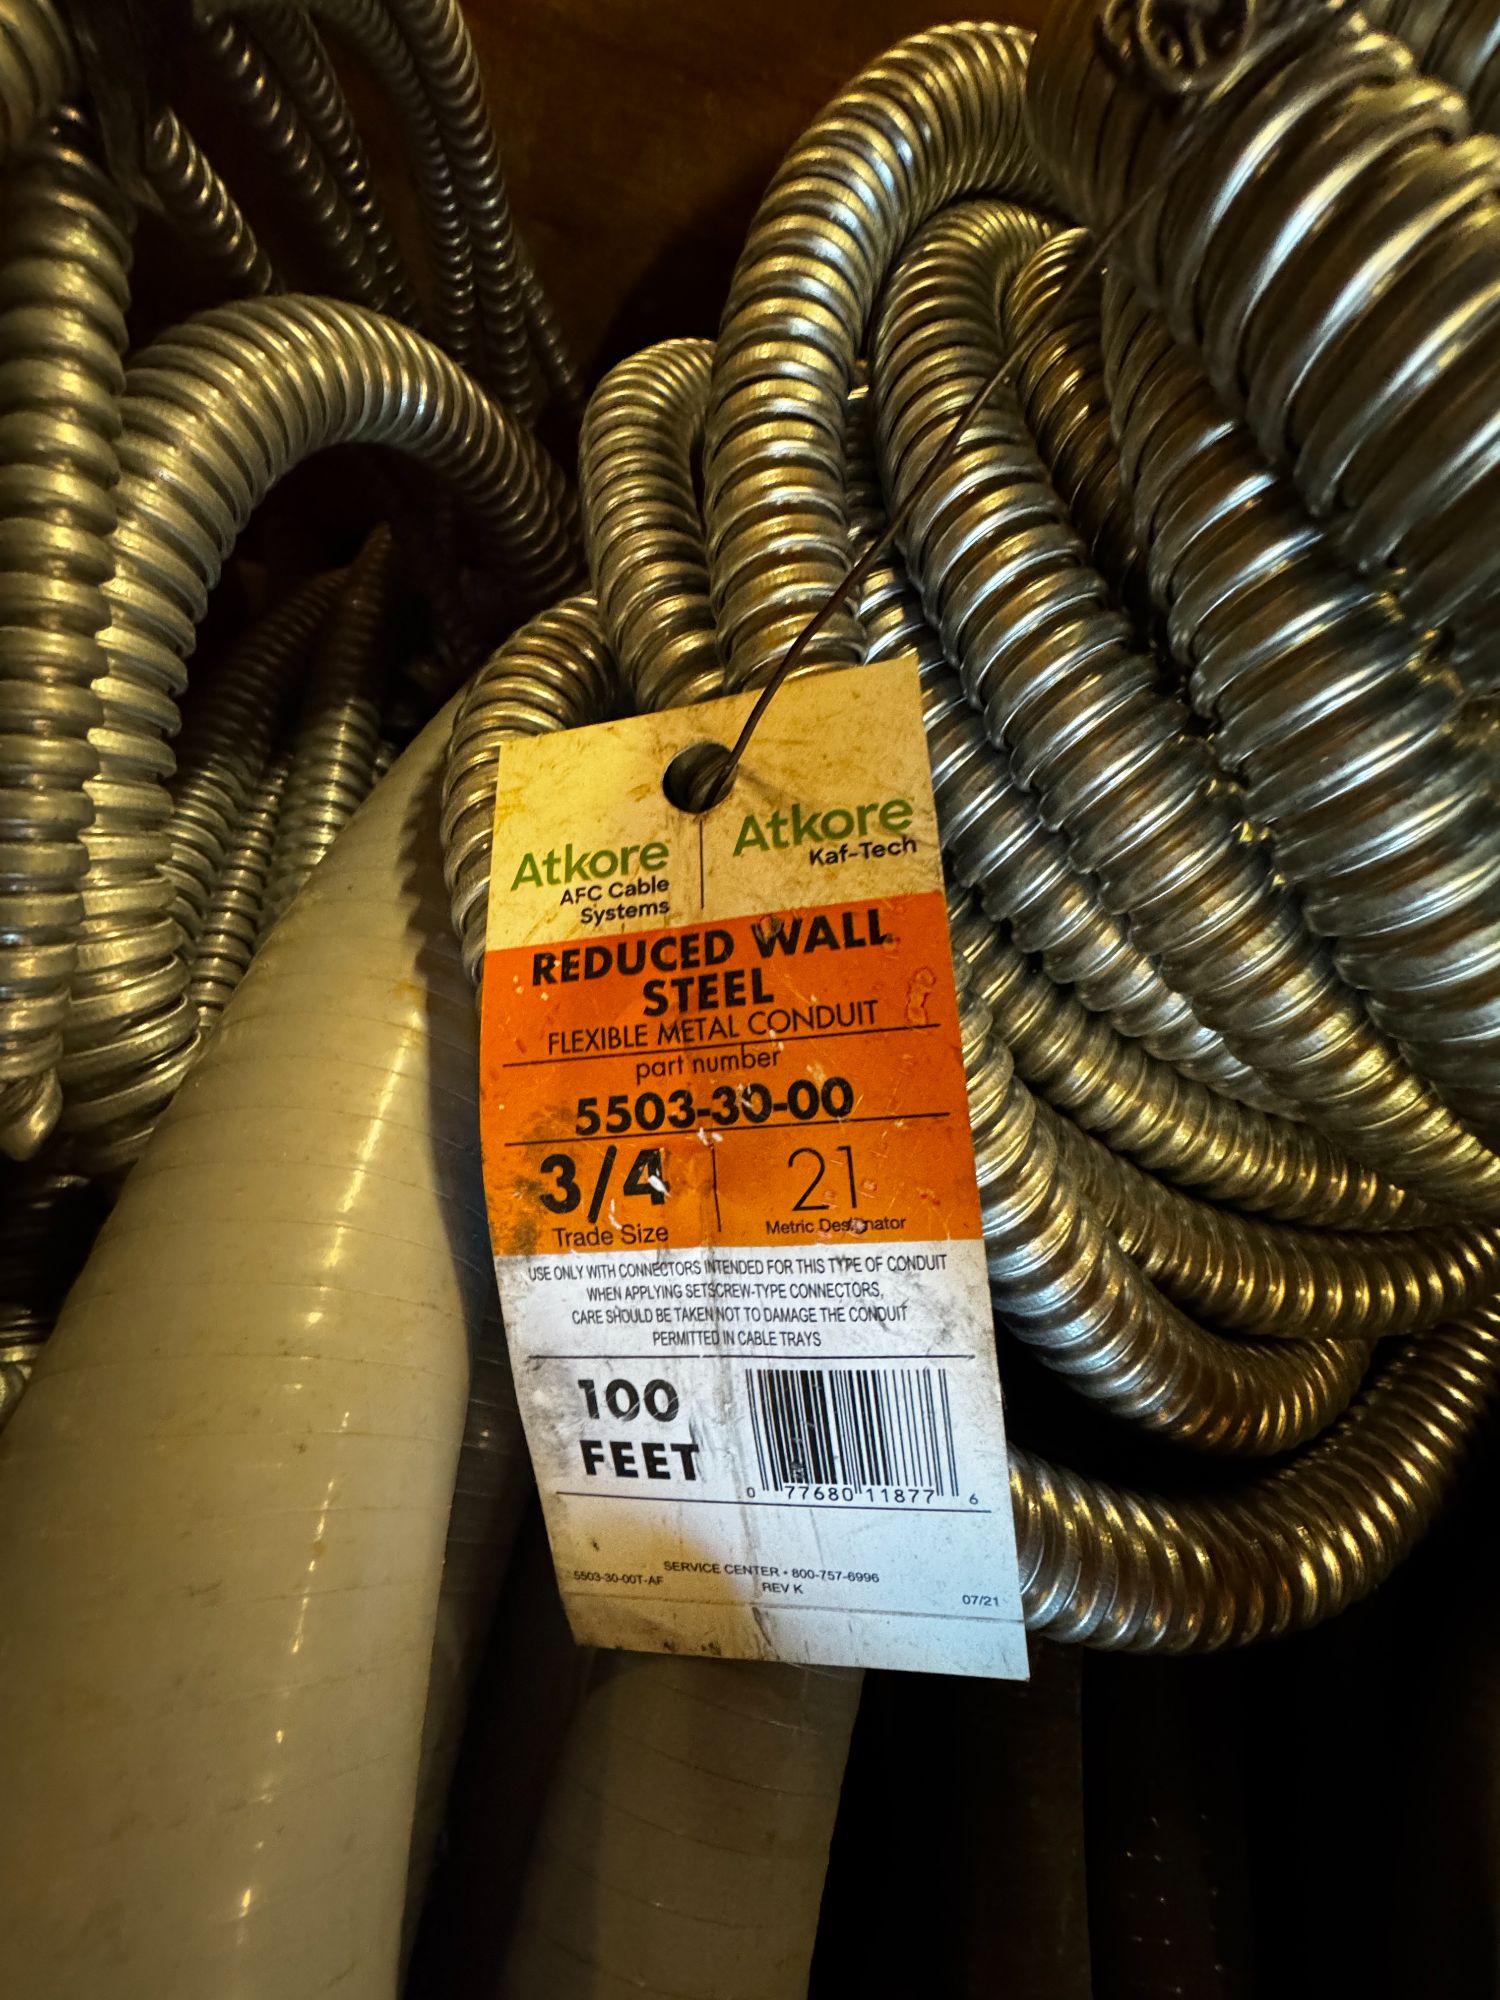 Atkore
AFC Cable
Systems
Atkore
Kaf-Tech
REDUCED WALL
STEEL
FLEXIBLE METAL CONDUIT
part number
5503-30-00
3/4
Trade Size
21
Metric Designator
USE ONLY WITH CONNECTORS INTENDED FOR THIS TYPE OF CONDUIT
WHEN APPLYING SETSCREW-TYPE CONNECTORS,
CARE SHOULD BE TAKEN NOT TO DAMAGE THE CONDUIT
PERMITTED IN CABLE TRAYS
100
FEET
0 77680 11877 6
SERVICE CENTER • 800-757-6996
5503-30-00T-AF
REV K
07/21